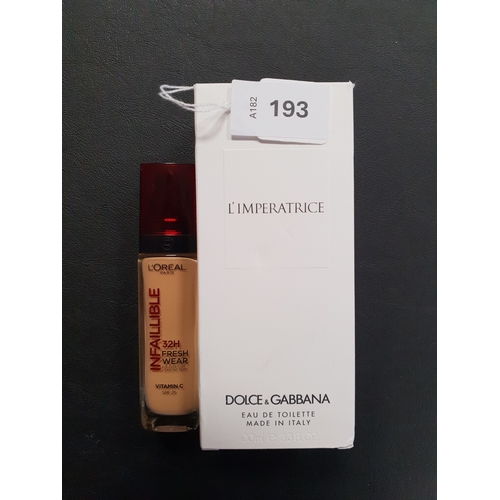 A182
193
L'IMPERATRICE
DOLCE & GABBANA
EAU DE TOILETTE
MADE IN ITALY
L'ORÉAL
PARIS
INFAILLIBLE
32H
FRESH
WEAR
VITAMIN C